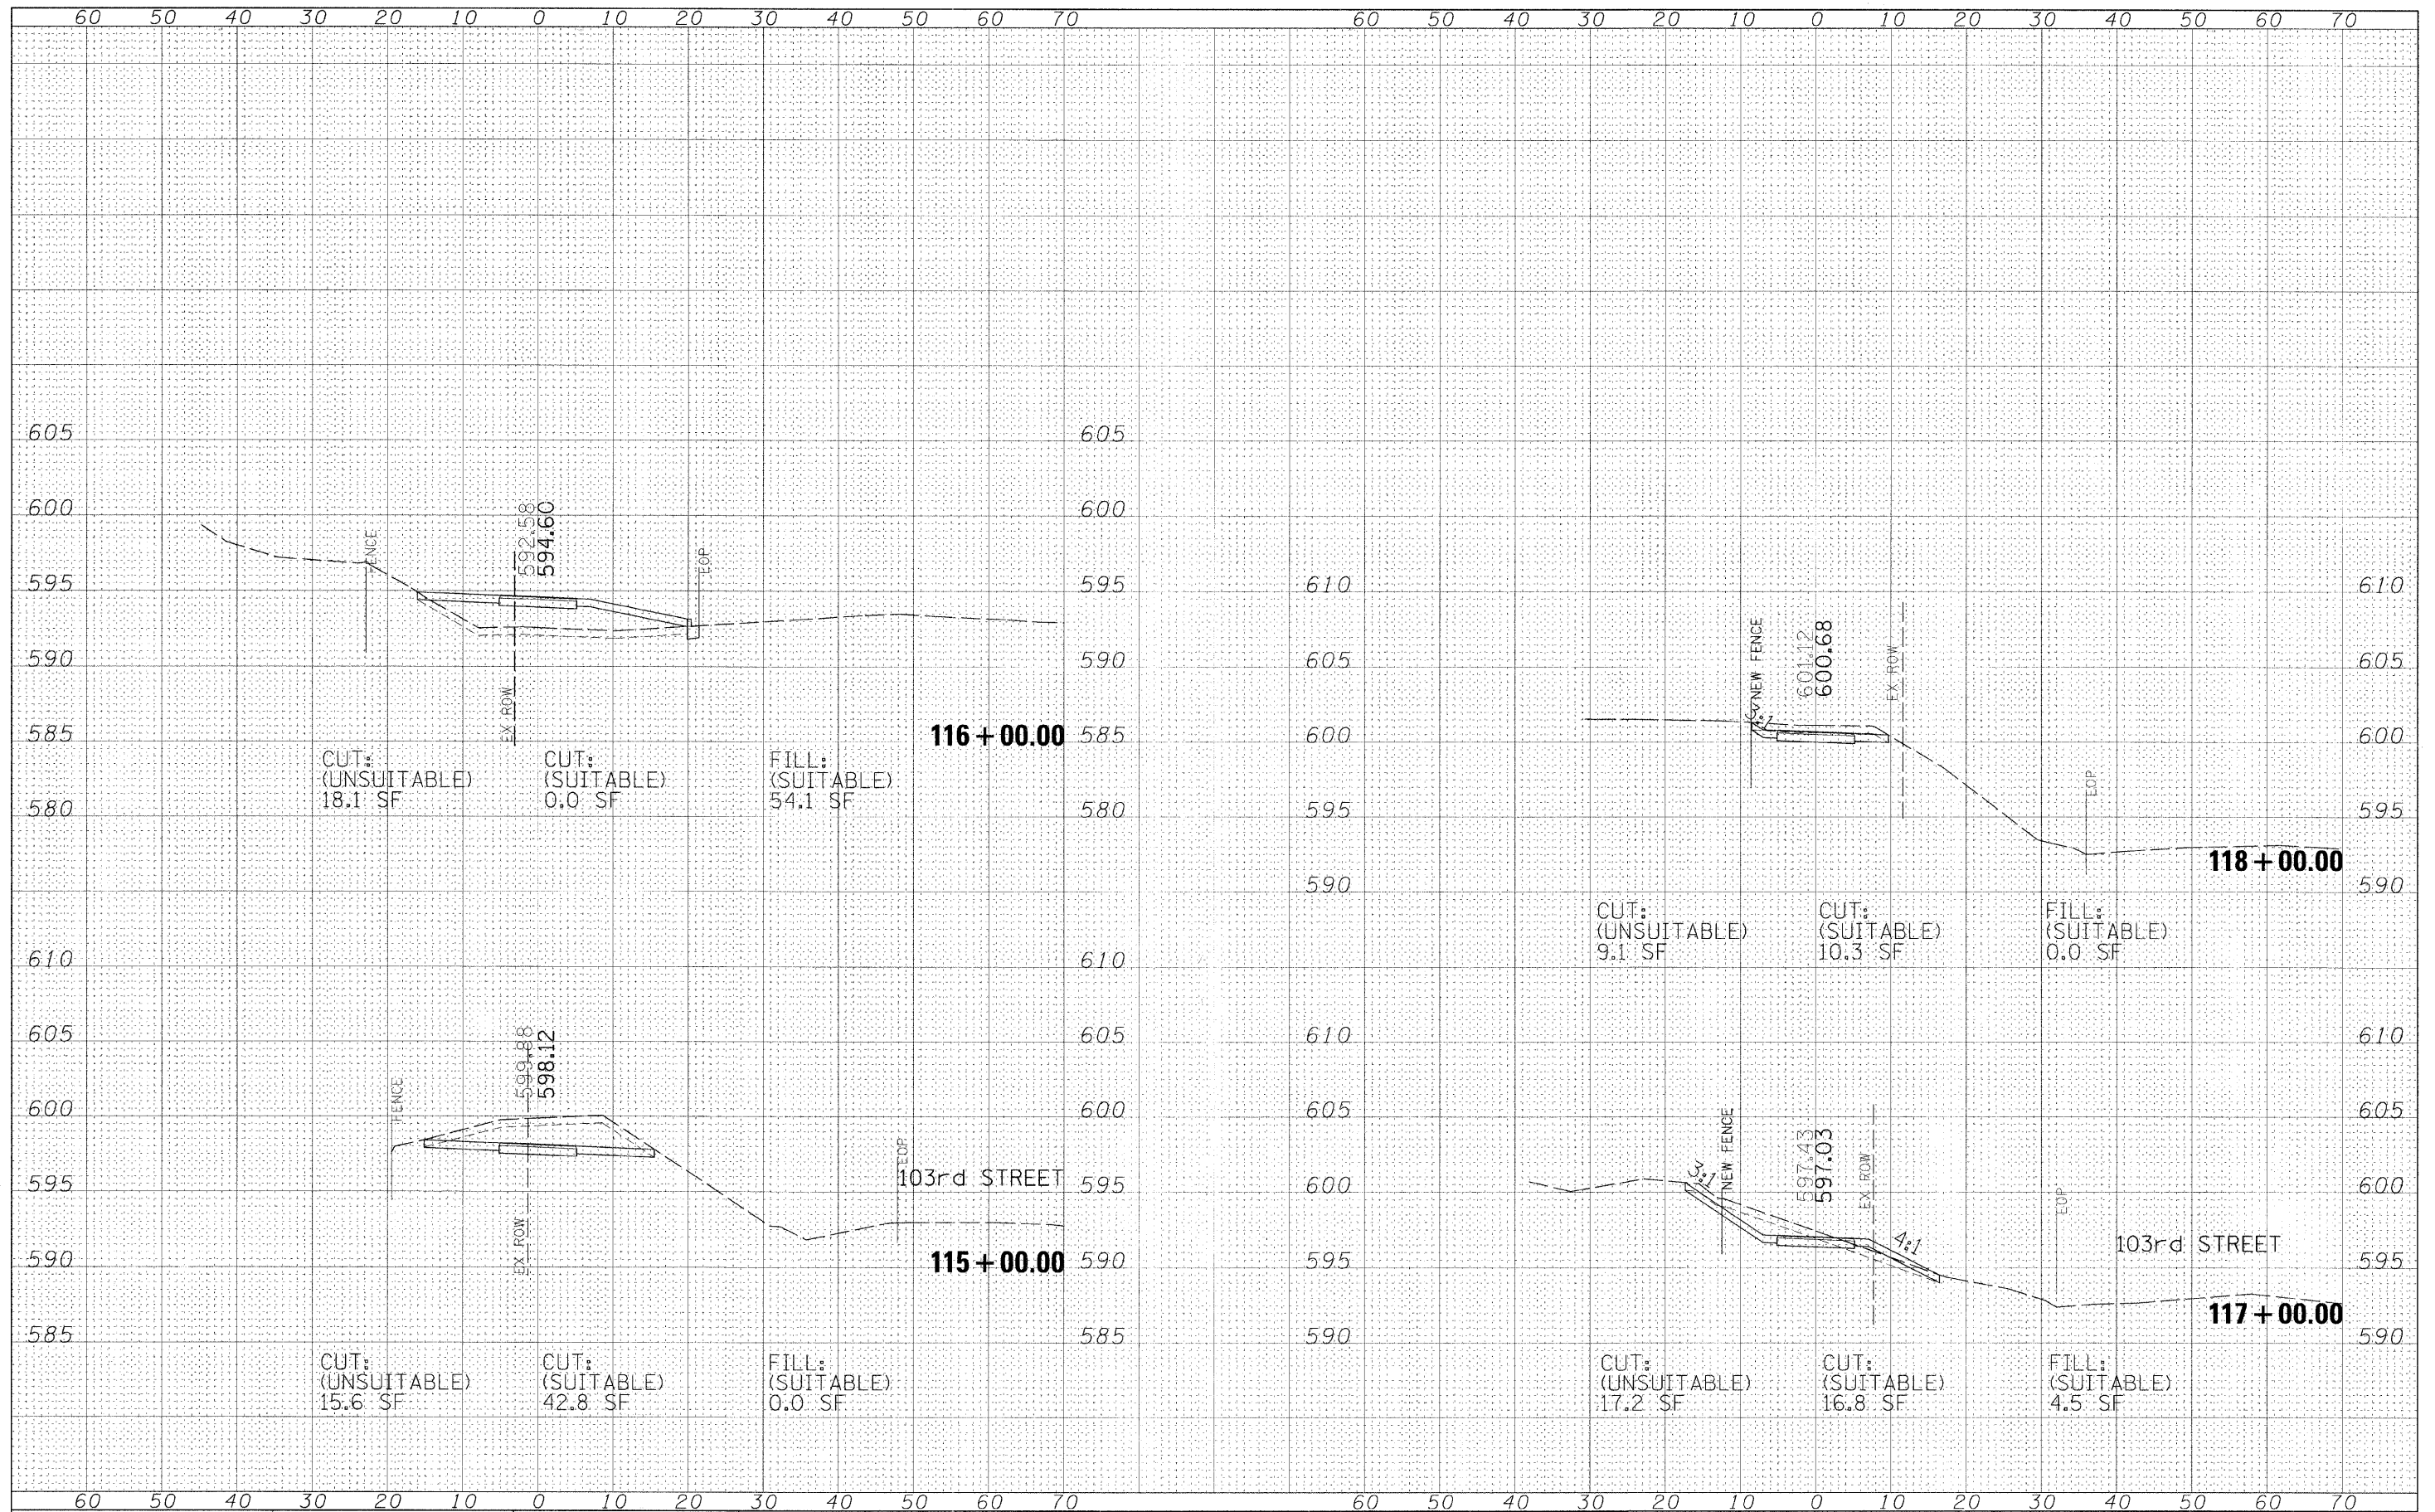 60 50 40 30 20 10 0 10 20 30 40 50 60 70 60 50 40 30 20 10 0 10 20 30 40 50 60 70
605 605
600 600
595 595
590 590
585 585
580 580
FENCE
592.58
594.60
EOP
EX ROW
116+00.00
CUT:
(UNSUITABLE)
18.1 SF
CUT:
(SUITABLE)
0.0 SF
FILL:
(SUITABLE)
54.1 SF
610 610
605 605
600 600
595 595
590 590
NEW FENCE
3:1
601.12
600.68
EX ROW
EOP
118+00.00
CUT:
(UNSUITABLE)
9.1 SF
CUT:
(SUITABLE)
10.3 SF
FILL:
(SUITABLE)
0.0 SF
610 610
605 605
600 600
595 595
590 590
585 585
FENCE
599.88
598.12
EX ROW
EOP
103rd STREET
115+00.00
CUT:
(UNSUITABLE)
15.6 SF
CUT:
(SUITABLE)
42.8 SF
FILL:
(SUITABLE)
0.0 SF
610 610
605 605
600 600
595 595
590 590
3:1
NEW FENCE
597.43
597.03
EX ROW
4:1
EOP
103rd STREET
117+00.00
CUT:
(UNSUITABLE)
17.2 SF
CUT:
(SUITABLE)
16.8 SF
FILL:
(SUITABLE)
4.5 SF
60 50 40 30 20 10 0 10 20 30 40 50 60 70 60 50 40 30 20 10 0 10 20 30 40 50 60 70